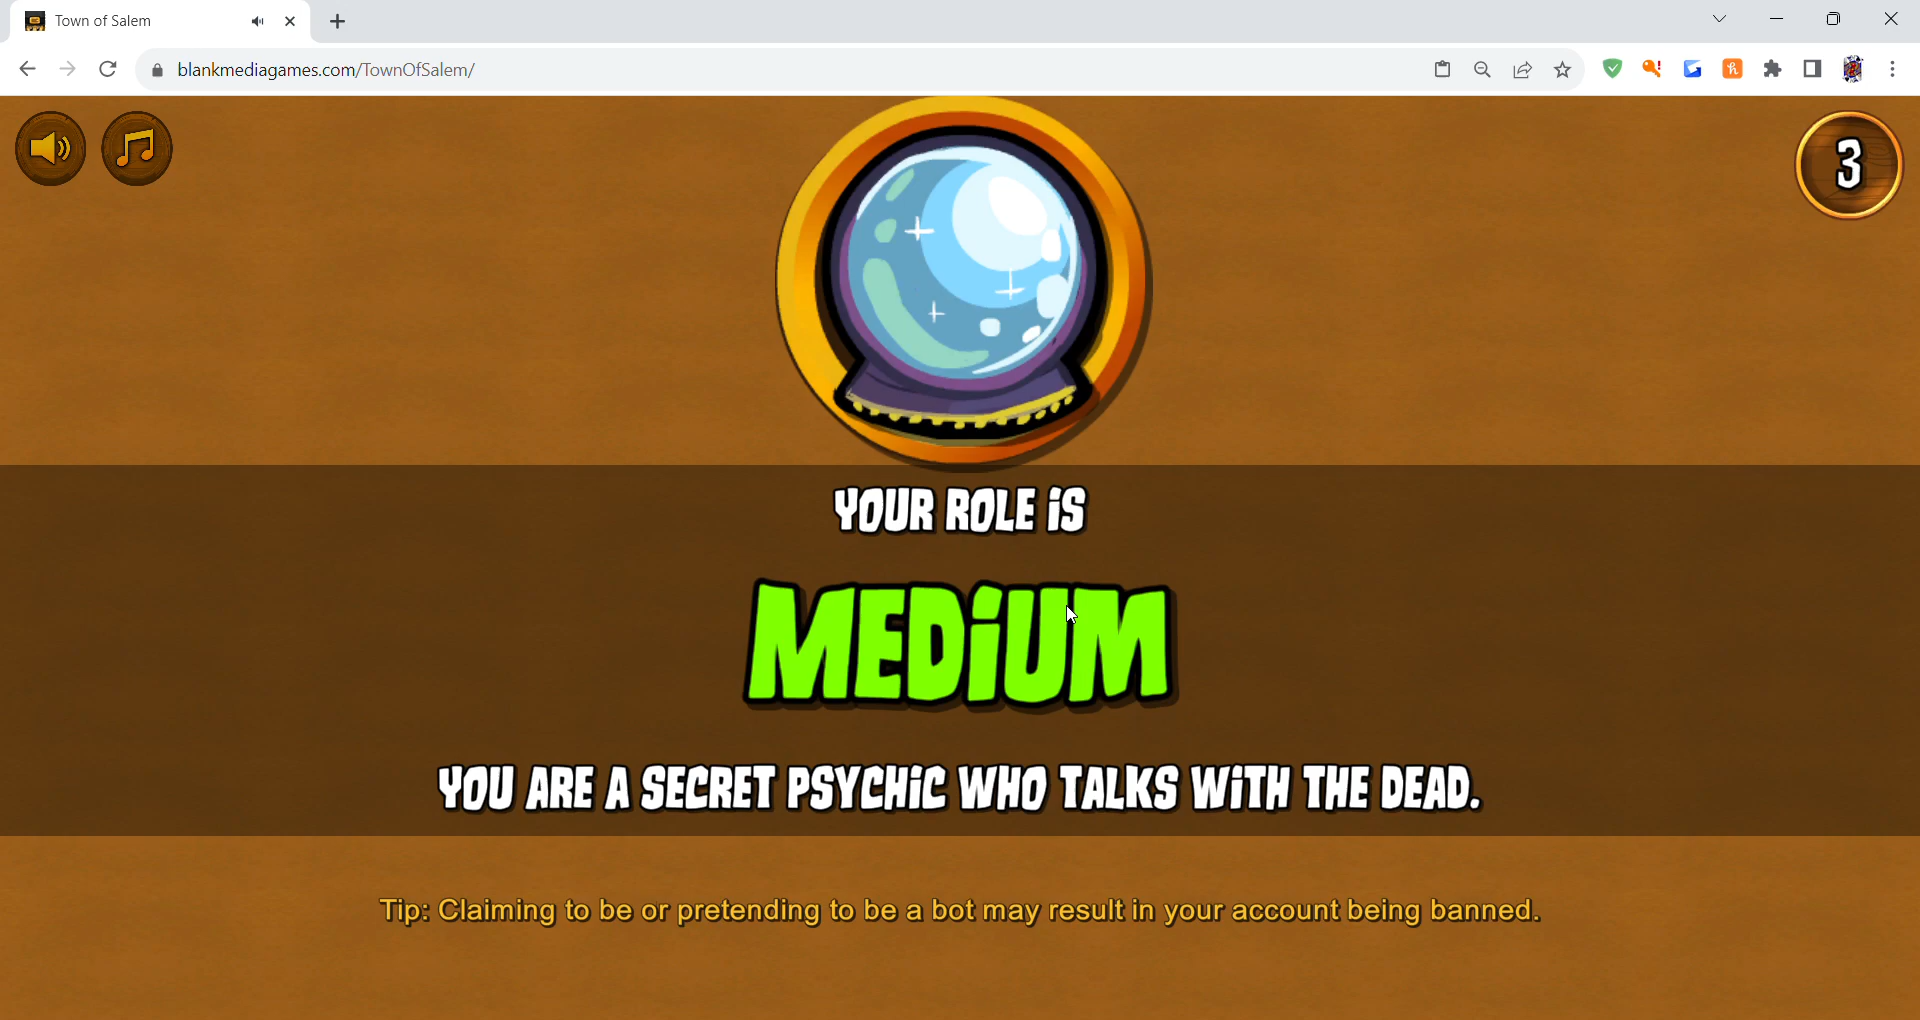 Town of Salem
blankmediagames.com/TownOfSalem/
3
YOUR ROLE IS
MEDIUM
YOU ARE A SECRET PSYCHIC WHO TALKS WITH THE DEAD.
Tip: Claiming to be or pretending to be a bot may result in your account being banned.